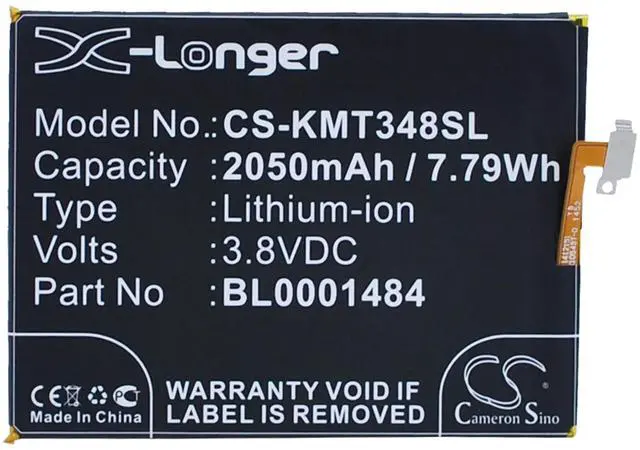 X-Longer
Model No.: CS-KMT348SL
Capacity : 2050mAh / 7.79Wh
Type : Lithium-ion
Volts : 3.8VDC
Part No : BL0001484
CE
Made In China
WARRANTY VOID IF
LABEL IS REMOVED
CS
Cameron Sino